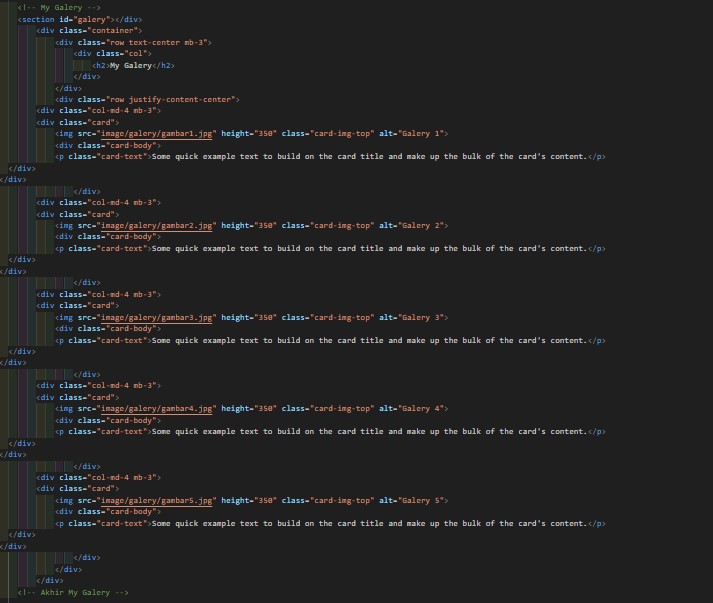 <!-- My Galery -->
<section id="galery"></div>
<div class="container">
<div class="row text-center mb-3">
<div class="col">
<h2>My Galery</h2>
</div>
</div>
<div class="row justify-content-center">
<div class="col-md-4 mb-3">
<div class="card">
<img src="image/galery/gambar1.jpg" height="350" class="card-img-top" alt="Galery 1">
<div class="card-body">
<p class="card-text">Some quick example text to build on the card title and make up the bulk of the card's content.</p>
</div>
</div>
</div>
<div class="col-md-4 mb-3">
<div class="card">
<img src="image/galery/gambar2.jpg" height="350" class="card-img-top" alt="Galery 2">
<div class="card-body">
<p class="card-text">Some quick example text to build on the card title and make up the bulk of the card's content.</p>
</div>
</div>
</div>
<div class="col-md-4 mb-3">
<div class="card">
<img src="image/galery/gambar3.jpg" height="350" class="card-img-top" alt="Galery 3">
<div class="card-body">
<p class="card-text">Some quick example text to build on the card title and make up the bulk of the card's content.</p>
</div>
</div>
</div>
<div class="col-md-4 mb-3">
<div class="card">
<img src="image/galery/gambar4.jpg" height="350" class="card-img-top" alt="Galery 4">
<div class="card-body">
<p class="card-text">Some quick example text to build on the card title and make up the bulk of the card's content.</p>
</div>
</div>
</div>
<div class="col-md-4 mb-3">
<div class="card">
<img src="image/galery/gambar5.jpg" height="350" class="card-img-top" alt="Galery 5">
<div class="card-body">
<p class="card-text">Some quick example text to build on the card title and make up the bulk of the card's content.</p>
</div>
</div>
</div>
</div>
</div>
<!-- Akhir My Galery -->